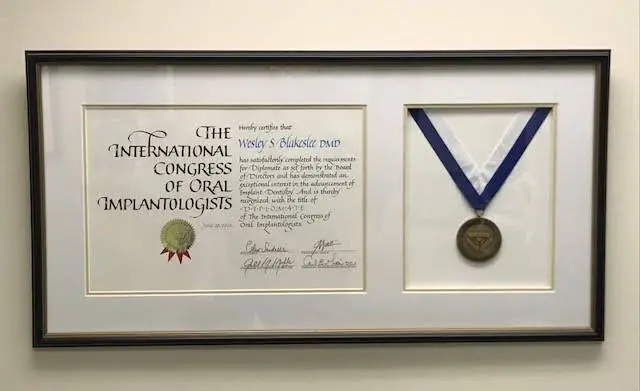 THE
INTERNATIONAL
CONGRESS
OF ORAL
IMPLANTOLOGISTS
Hereby certifies that
Wesley S. Blakeslee DMD
has satisfactorily completed the requirements
for Diplomate as set forth by the Board
of Directors and has demonstrated an
exceptional interest in the advancement of
Implant Dentistry. And is thereby
recognized with the title of
DIPLOMATE
of The International Congress of
Oral Implantologists